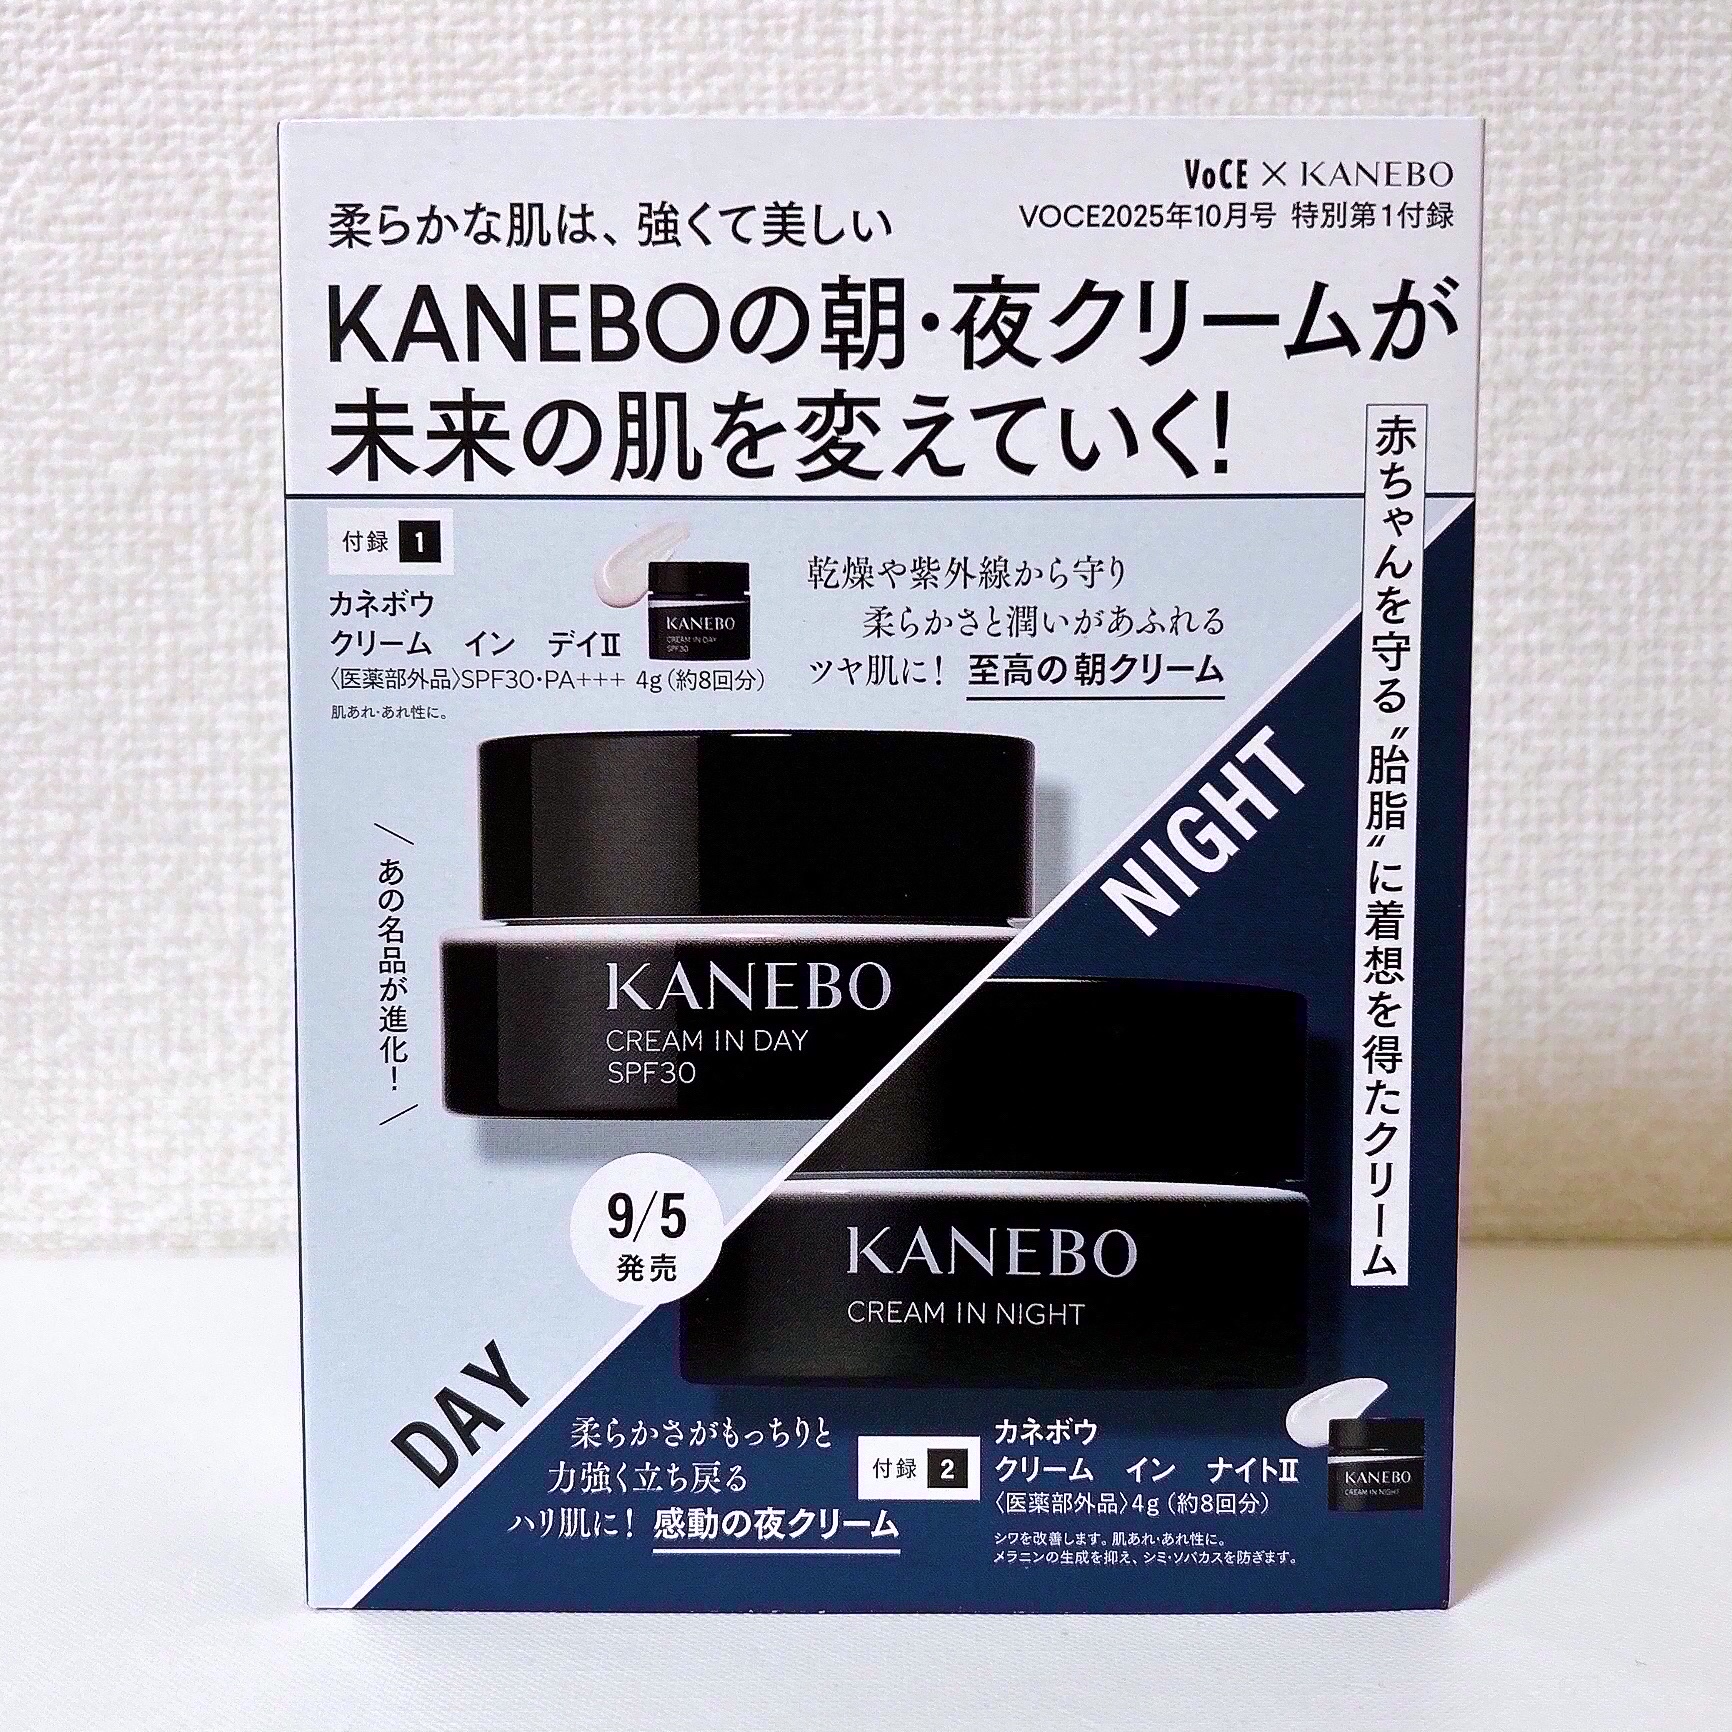 VOCE × KANEBO
VOCE2025年10月号 特別第1付録
柔らかな肌は、強くて美しい
KANEBOの朝・夜クリームが
未来の肌を変えていく!
赤ちゃんを守る〝胎脂〟に着想を得たクリーム
付録 1
カネボウ
クリーム イン デイⅡ
〈医薬部外品〉SPF30・PA+++ 4g(約8回分)
肌あれ・あれ性に。
KANEBO
CREAM IN DAY
SPF30
乾燥や紫外線から守り
柔らかさと潤いがあふれる
ツヤ肌に! 至高の朝クリーム
NIGHT
\あの名品が進化!/
KANEBO
CREAM IN DAY
SPF30
9/5
発売
KANEBO
CREAM IN NIGHT
DAY
柔らかさがもっちりと
力強く立ち戻る
ハリ肌に! 感動の夜クリーム
付録 2
カネボウ
クリーム イン ナイトⅡ
〈医薬部外品〉4g(約8回分)
シワを改善します。肌あれ・あれ性に。
メラニンの生成を抑え、シミ・ソバカスを防ぎます。
KANEBO
CREAM IN NIGHT